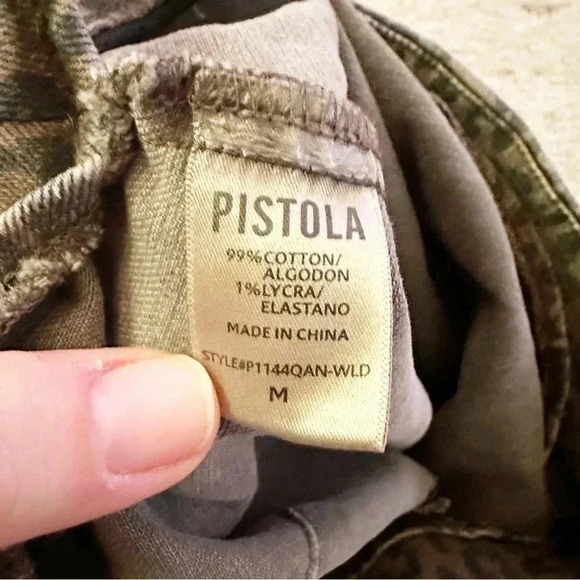 PISTOLA
99%COTTON/
ALGODON
1%LYCRA/
ELASTANO
MADE IN CHINA
STYLE#P1144QAN-WLD
M